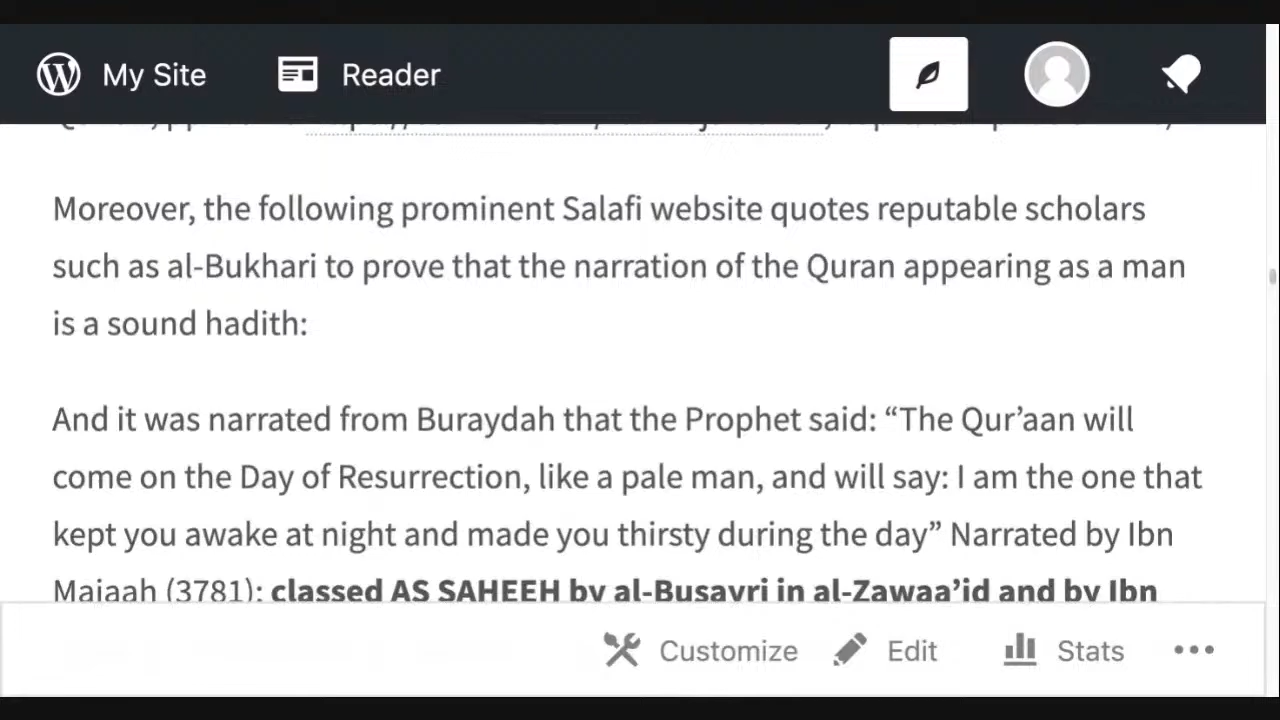 My Site
Reader
Moreover, the following prominent Salafi website quotes reputable scholars
such as al-Bukhari to prove that the narration of the Quran appearing as a man
is a sound hadith:
And it was narrated from Buraydah that the Prophet said: “The Qur’aan will
come on the Day of Resurrection, like a pale man, and will say: I am the one that
kept you awake at night and made you thirsty during the day” Narrated by Ibn
Majaah (3781); classed AS SAHEEH by al-Busayri in al-Zawaa’id and by Ibn
Customize
Edit
Stats